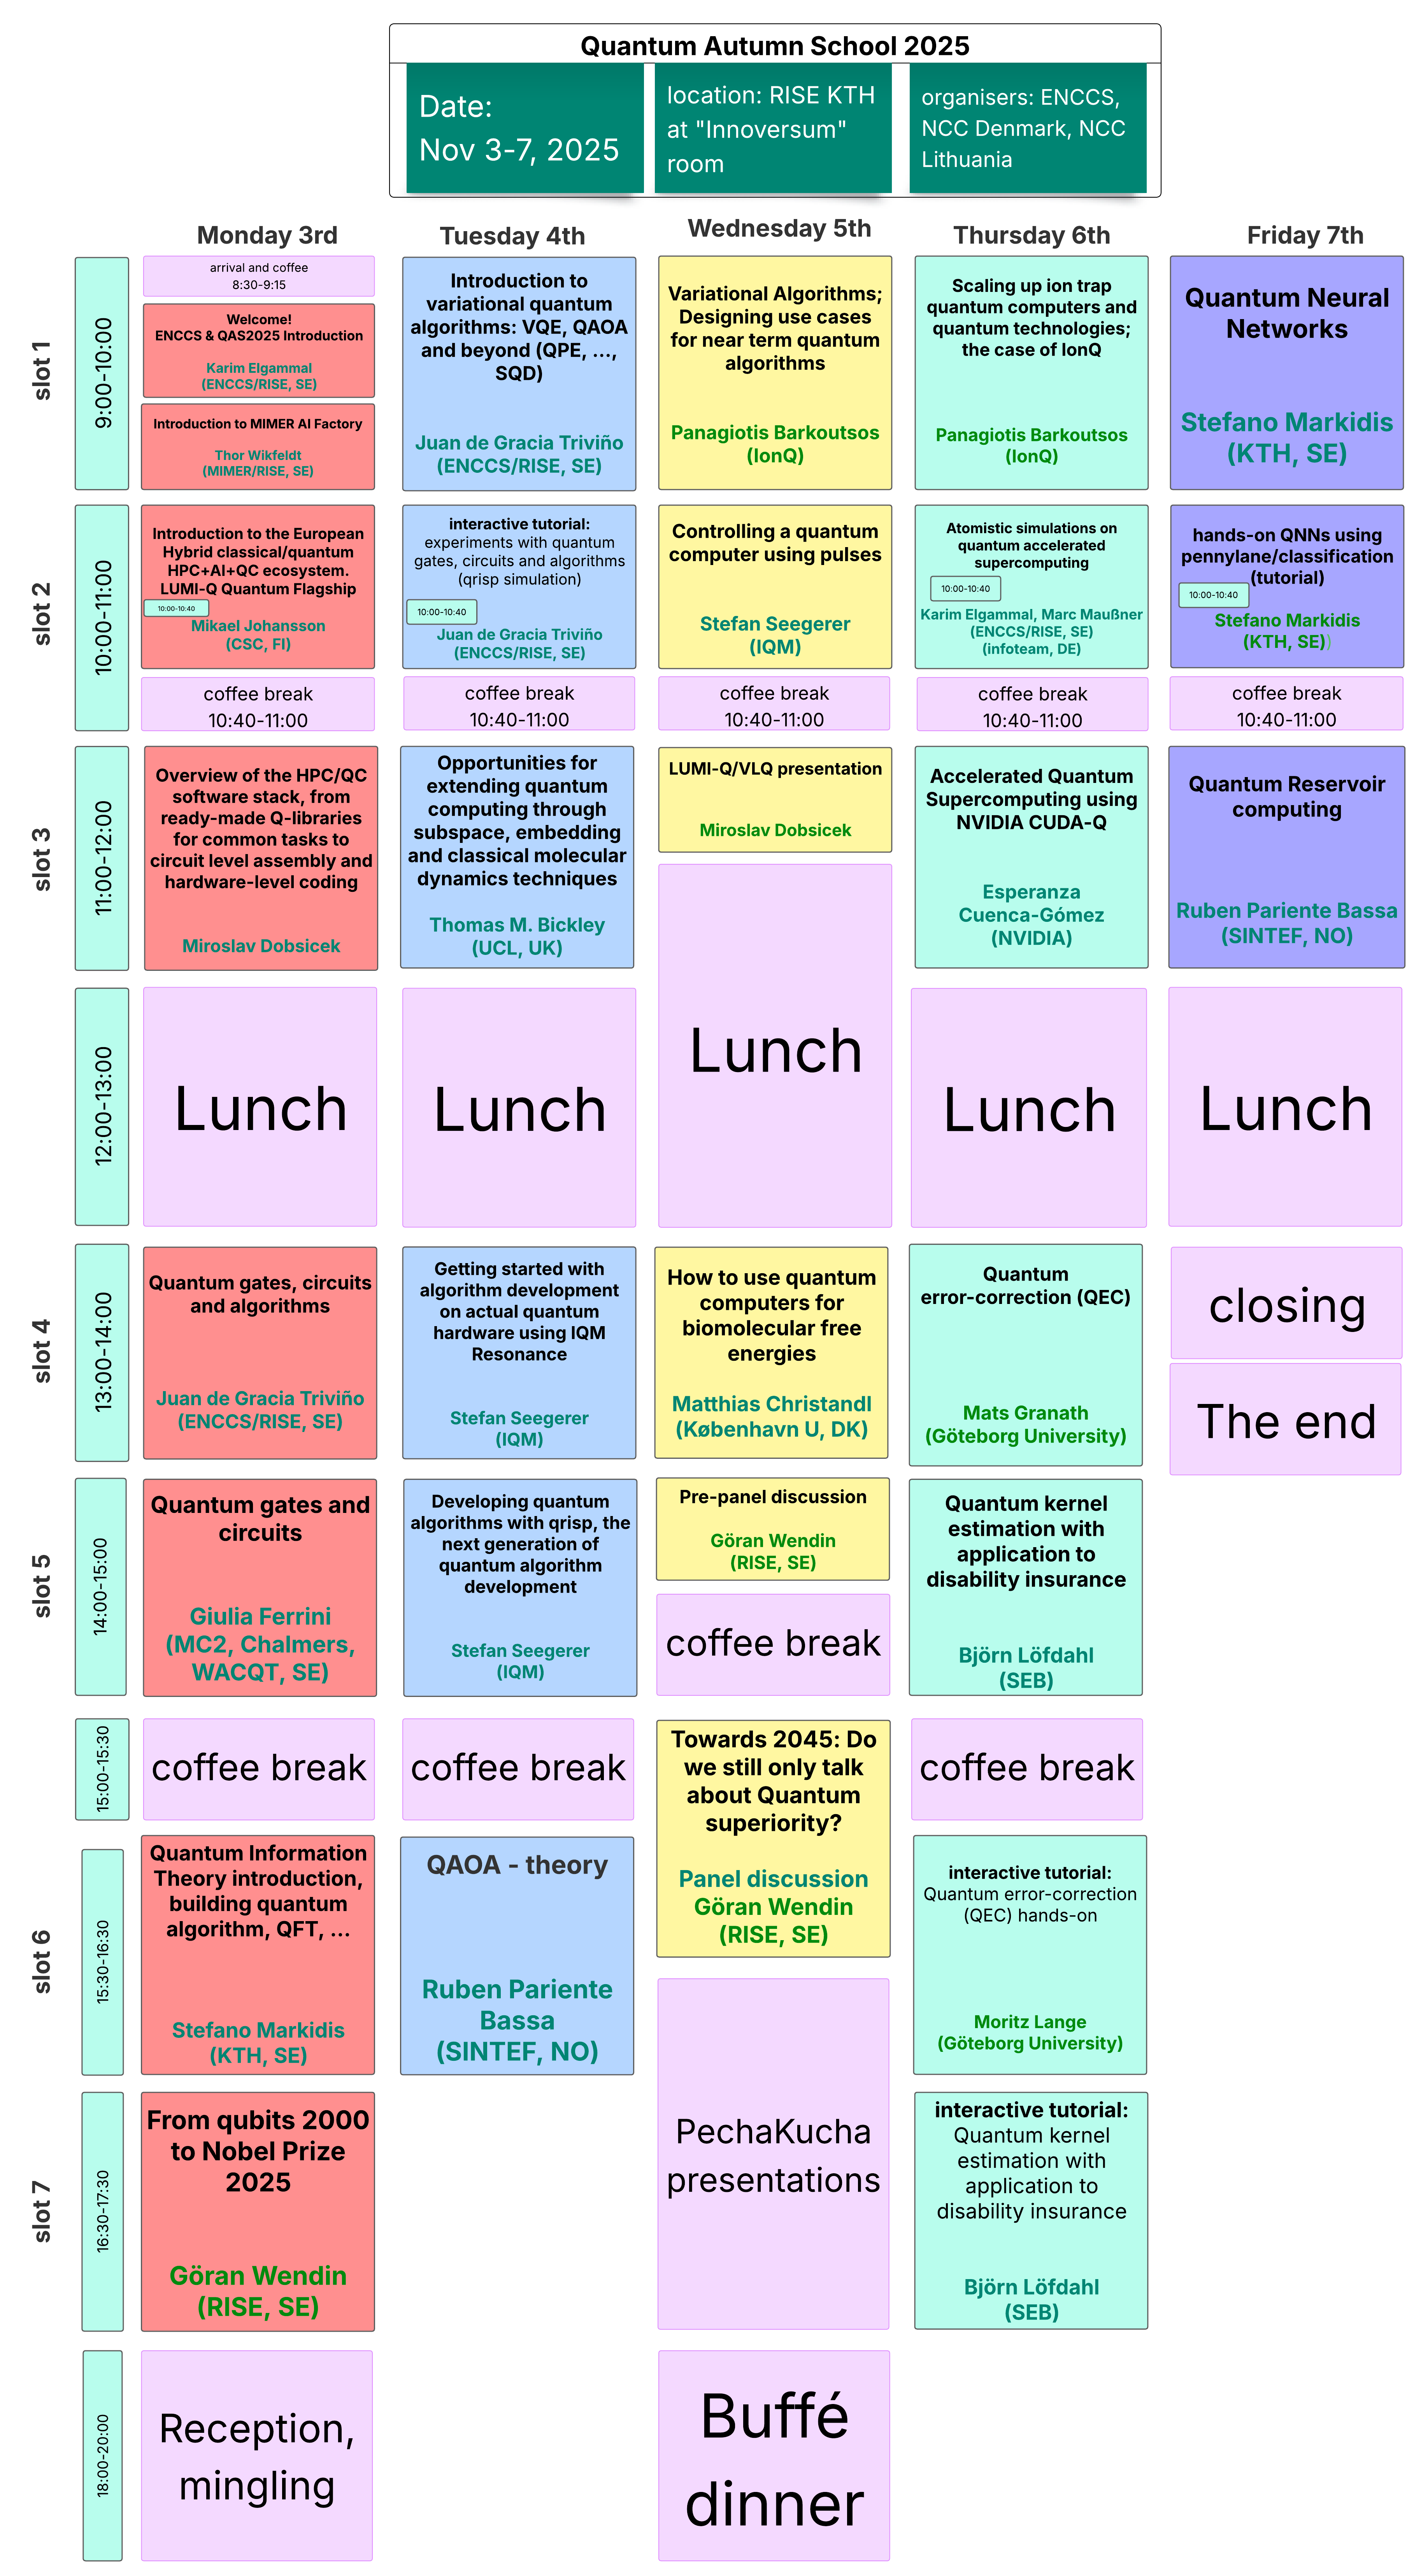 Quantum Autumn School 2025
Date:
Nov 3-7, 2025
location: RISE KTH
at "Innoversum"
room
organisers: ENCCS,
NCC Denmark, NCC
Lithuania
Monday 3rd
Tuesday 4th
Wednesday 5th
Thursday 6th
Friday 7th
slot 1
9:00-10:00
arrival and coffee
8:30-9:15
Welcome!
ENCCS & QAS2025 Introduction
Karim Elgammal
(ENCCS/RISE, SE)
Introduction to MIMER AI Factory
Thor Wikfeldt
(MIMER/RISE, SE)
Introduction to
variational quantum
algorithms: VQE, QAOA
and beyond (QPE, ...,
SQD)
Juan de Gracia Triviño
(ENCCS/RISE, SE)
Variational Algorithms;
Designing use cases
for near term quantum
algorithms
Panagiotis Barkoutsos
(IonQ)
Scaling up ion trap
quantum computers and
quantum technologies;
the case of IonQ
Panagiotis Barkoutsos
(IonQ)
Quantum Neural
Networks
Stefano Markidis
(KTH, SE)
slot 2
10:00-11:00
Introduction to the European
Hybrid classical/quantum
HPC+AI+QC ecosystem.
LUMI-Q Quantum Flagship
10:00-10:40
Mikael Johansson
(CSC, FI)
interactive tutorial:
experiments with quantum
gates, circuits and algorithms
(qrisp simulation)
10:00-10:40
Juan de Gracia Triviño
(ENCCS/RISE, SE)
Controlling a quantum
computer using pulses
Stefan Seegerer
(IQM)
Atomistic simulations on
quantum accelerated
supercomputing
10:00-10:40
Karim Elgammal, Marc Maußner
(ENCCS/RISE, SE)
(infoteam, DE)
hands-on QNNs using
pennylane/classification
(tutorial)
10:00-10:40
Stefano Markidis
(KTH, SE))
coffee break
10:40-11:00
coffee break
10:40-11:00
coffee break
10:40-11:00
coffee break
10:40-11:00
coffee break
10:40-11:00
slot 3
11:00-12:00
Overview of the HPC/QC
software stack, from
ready-made Q-libraries
for common tasks to
circuit level assembly and
hardware-level coding
Miroslav Dobsicek
Opportunities for
extending quantum
computing through
subspace, embedding
and classical molecular
dynamics techniques
Thomas M. Bickley
(UCL, UK)
LUMI-Q/VLQ presentation
Miroslav Dobsicek
Accelerated Quantum
Supercomputing using
NVIDIA CUDA-Q
Esperanza
Cuenca-Gómez
(NVIDIA)
Quantum Reservoir
computing
Ruben Pariente Bassa
(SINTEF, NO)
12:00-13:00
Lunch
Lunch
Lunch
Lunch
Lunch
slot 4
13:00-14:00
Quantum gates, circuits
and algorithms
Juan de Gracia Triviño
(ENCCS/RISE, SE)
Getting started with
algorithm development
on actual quantum
hardware using IQM
Resonance
Stefan Seegerer
(IQM)
How to use quantum
computers for
biomolecular free
energies
Matthias Christandl
(København U, DK)
Quantum
error-correction (QEC)
Mats Granath
(Göteborg University)
closing
The end
slot 5
14:00-15:00
Quantum gates and
circuits
Giulia Ferrini
(MC2, Chalmers,
WACQT, SE)
Developing quantum
algorithms with qrisp, the
next generation of
quantum algorithm
development
Stefan Seegerer
(IQM)
Pre-panel discussion
Göran Wendin
(RISE, SE)
coffee break
Quantum kernel
estimation with
application to
disability insurance
Björn Löfdahl
(SEB)
15:00-15:30
coffee break
coffee break
Towards 2045: Do
we still only talk
about Quantum
superiority?
Panel discussion
Göran Wendin
(RISE, SE)
coffee break
slot 6
15:30-16:30
Quantum Information
Theory introduction,
building quantum
algorithm, QFT, ...
Stefano Markidis
(KTH, SE)
QAOA - theory
Ruben Pariente
Bassa
(SINTEF, NO)
interactive tutorial:
Quantum error-correction
(QEC) hands-on
Moritz Lange
(Göteborg University)
slot 7
16:30-17:30
From qubits 2000
to Nobel Prize
2025
Göran Wendin
(RISE, SE)
PechaKucha
presentations
interactive tutorial:
Quantum kernel
estimation with
application to
disability insurance
Björn Löfdahl
(SEB)
18:00-20:00
Reception,
mingling
Buffé
dinner